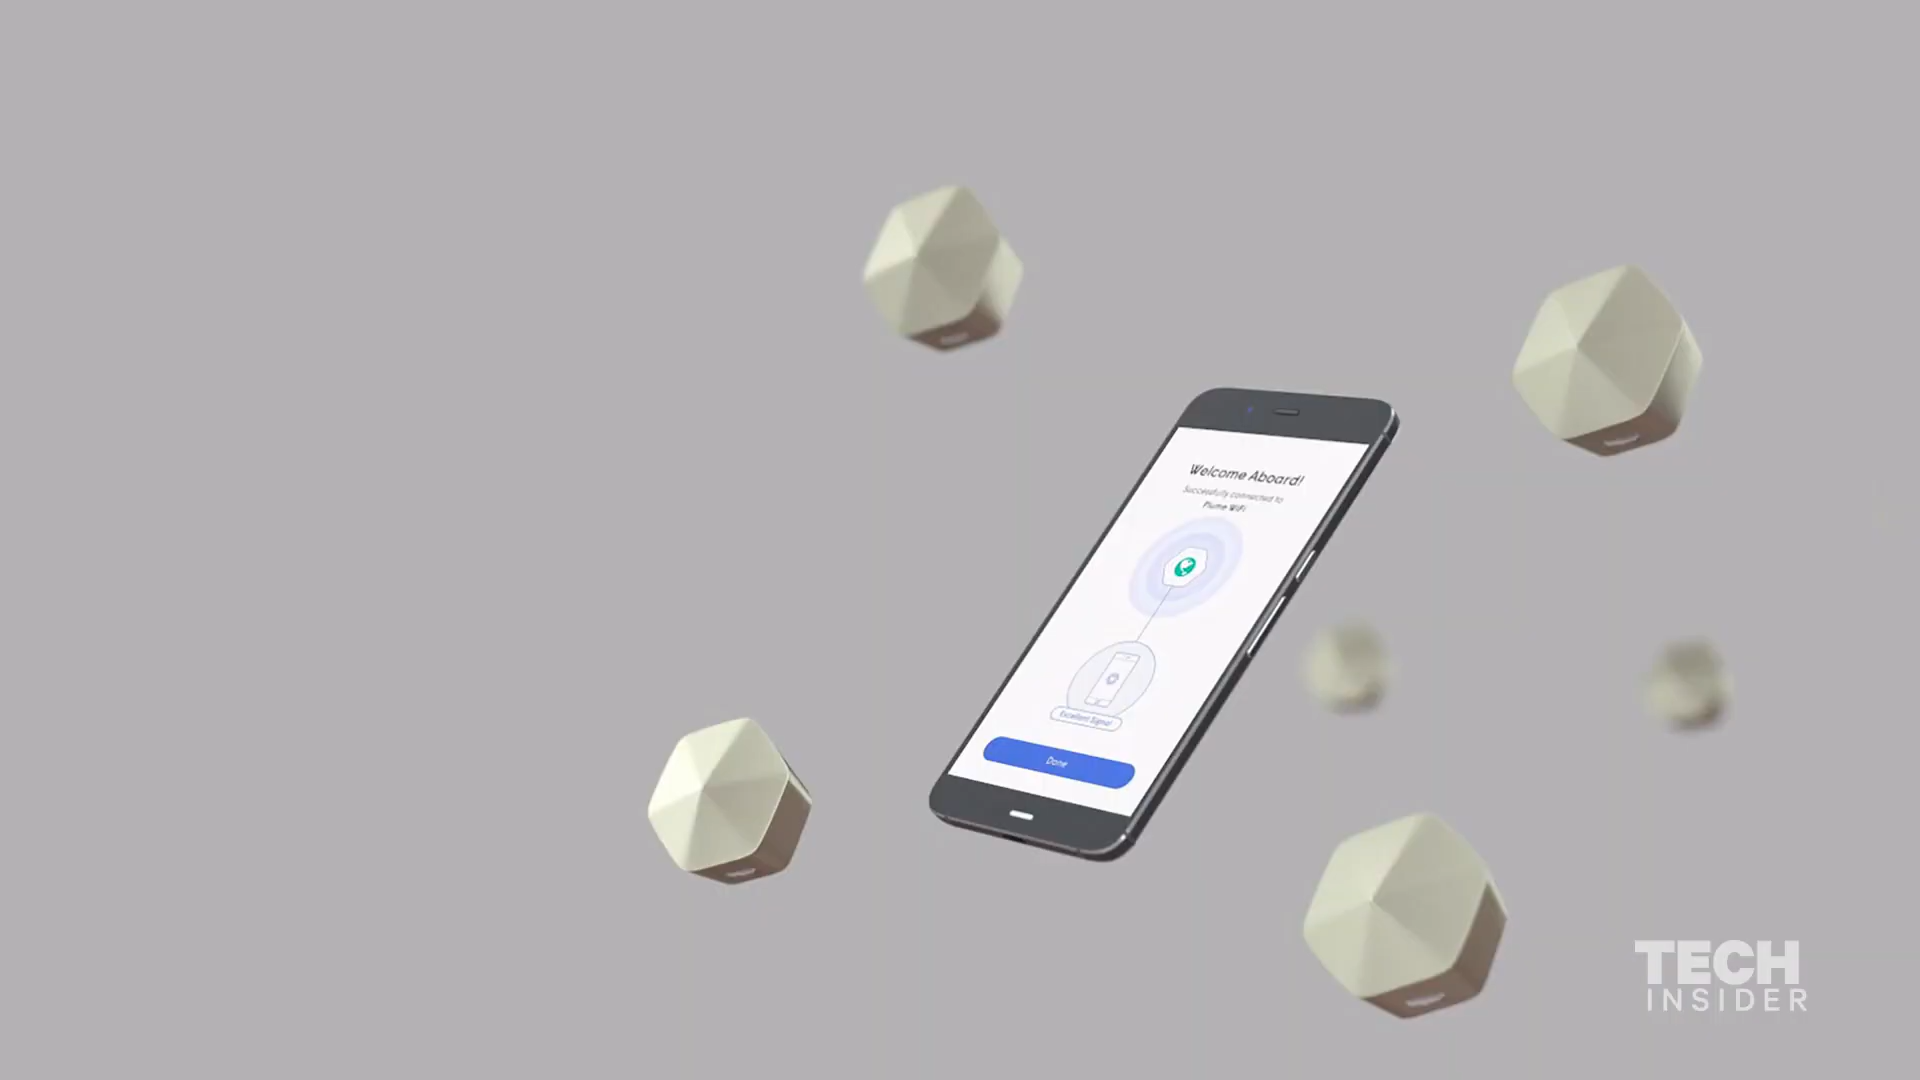 Welcome Aboard!
Successfully connected to
Plume WiFi
Excellent Signal
Done
TECH
INSIDER